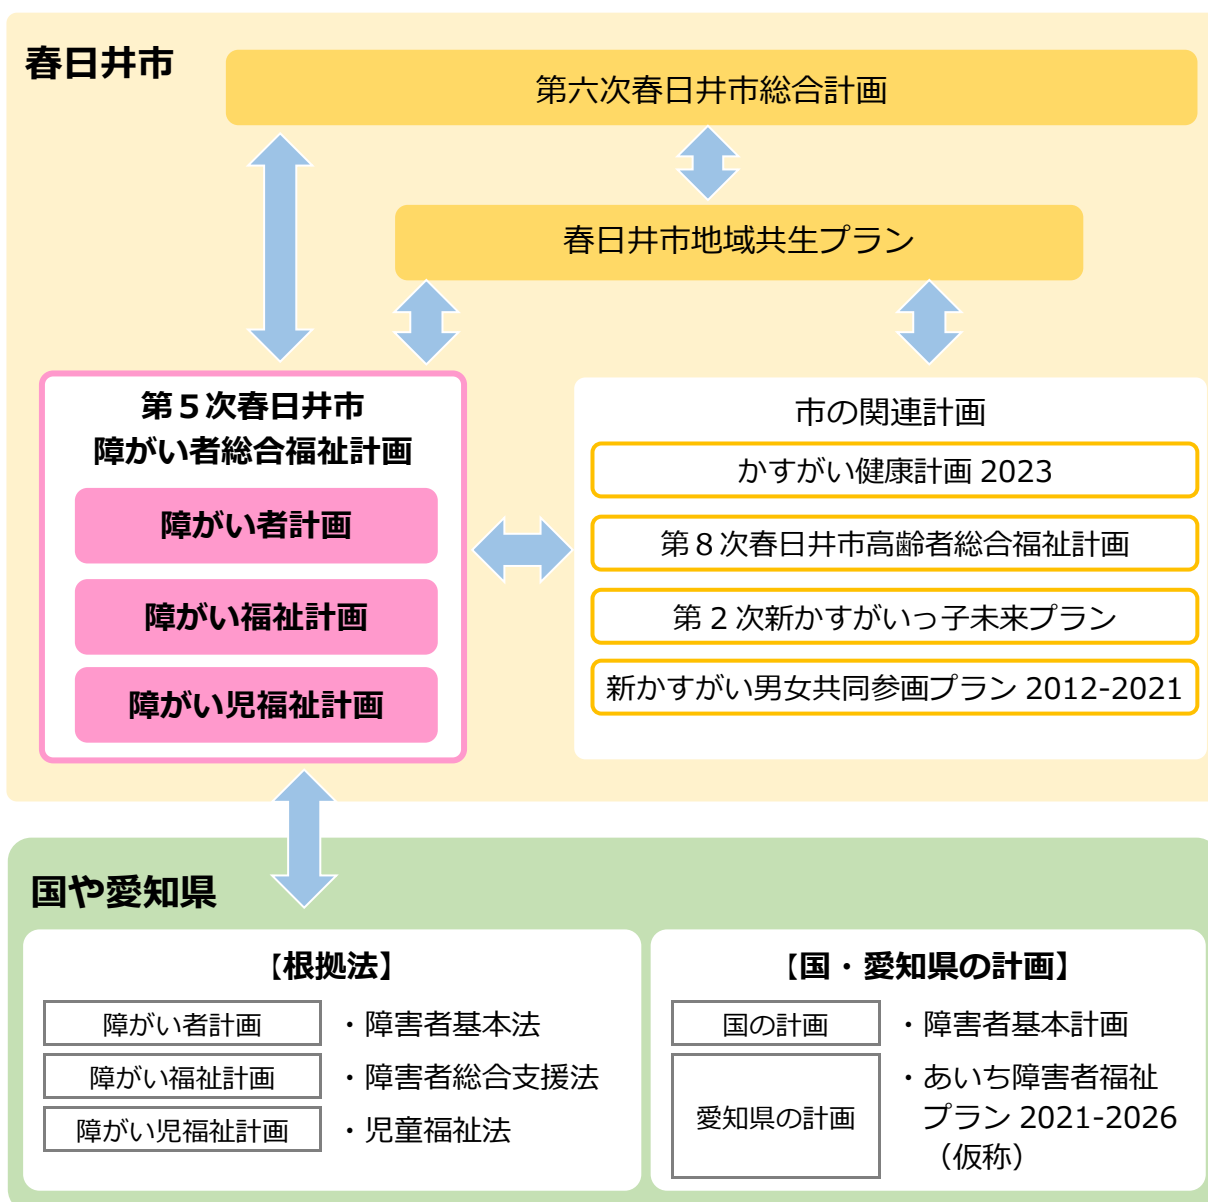 春日井市
第六次春日井市総合計画
春日井市地域共生プラン
第５次春日井市
障がい者総合福祉計画
障がい者計画
障がい福祉計画
障がい児福祉計画
市の関連計画
かすがい健康計画 2023
第８次春日井市高齢者総合福祉計画
第２次新かすがいっ子未来プラン
新かすがい男女共同参画プラン 2012-2021
国や愛知県
【根拠法】
障がい者計画 ・障害者基本法
障がい福祉計画 ・障害者総合支援法
障がい児福祉計画 ・児童福祉法
【国・愛知県の計画】
国の計画 ・障害者基本計画
愛知県の計画 ・あいち障害者福祉
プラン 2021-2026
（仮称）